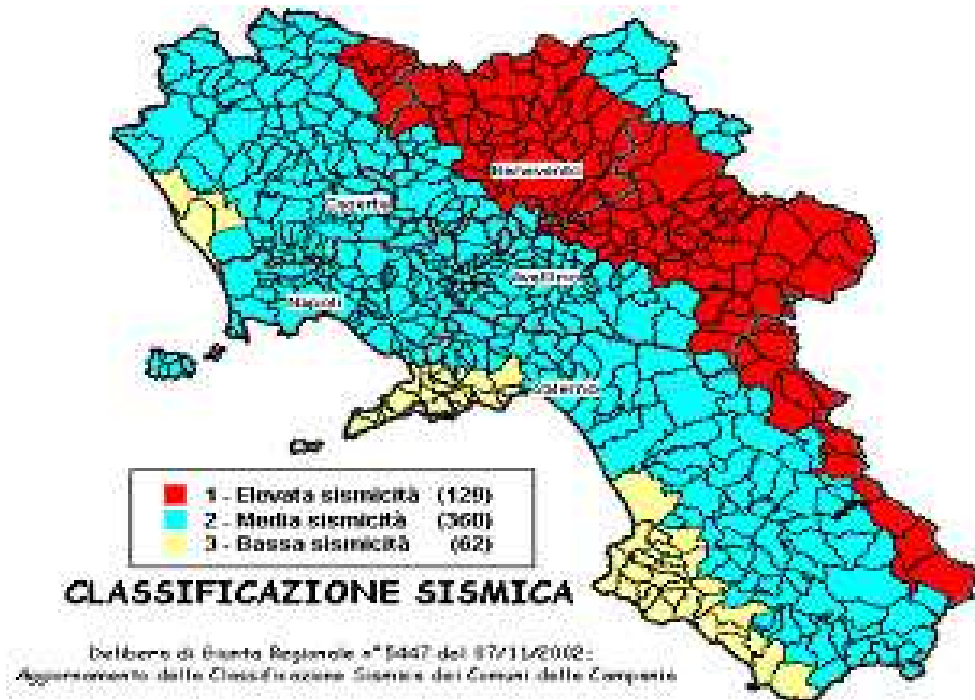 Benevento
Caserta
Avellino
Napoli
Salerno
1 - Elevata sismicità (129)
2 - Media sismicità (360)
3 - Bassa sismicità (62)
CLASSIFICAZIONE SISMICA
Delibera di Giunta Regionale n° 5447 del 07/11/2002:
Aggiornamento della Classificazione Sismica dei Comuni della Campania